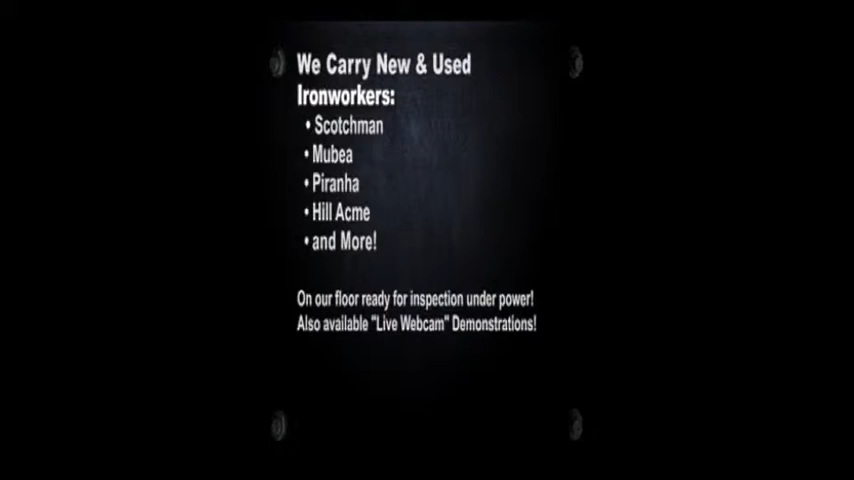 We Carry New & Used
Ironworkers:
• Scotchman
• Mubea
• Piranha
• Hill Acme
• and More!
On our floor ready for inspection under power!
Also available "Live Webcam" Demonstrations!